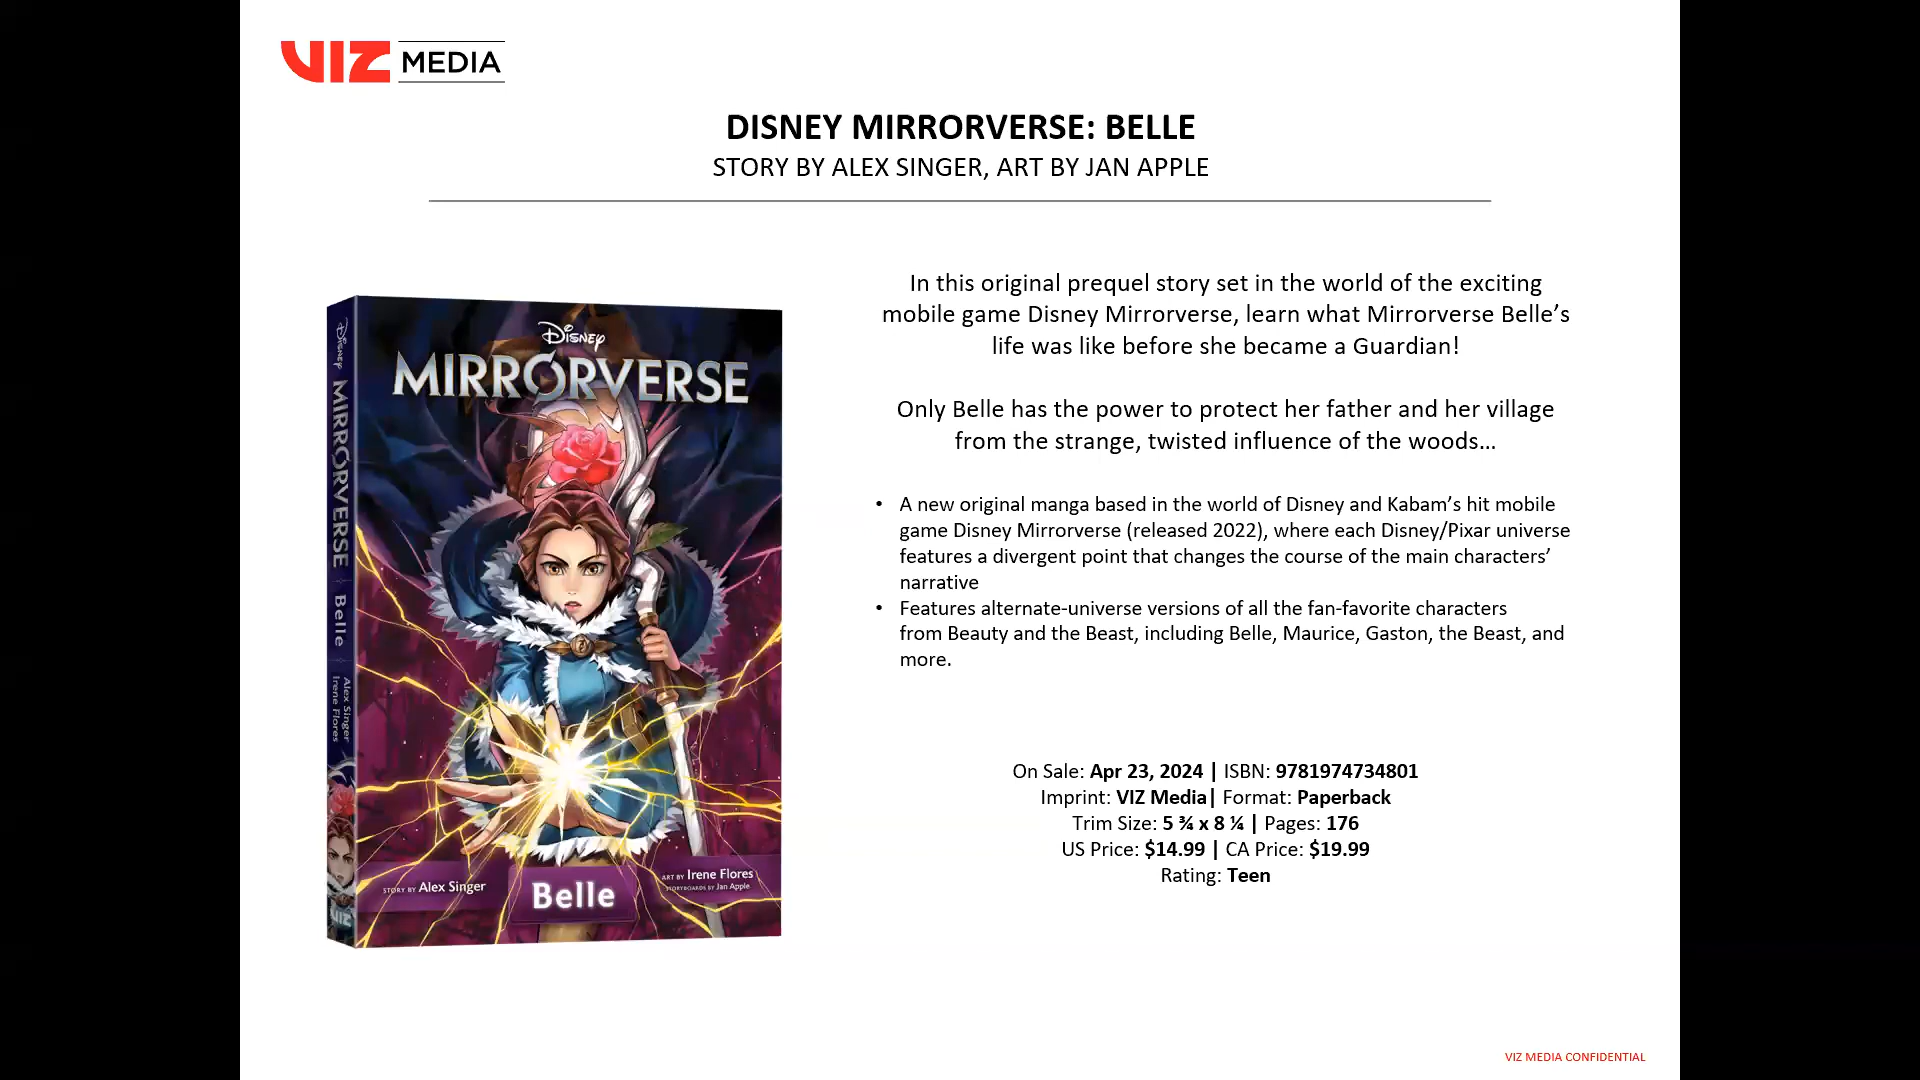 VIZ MEDIA
DISNEY MIRRORVERSE: BELLE
STORY BY ALEX SINGER, ART BY JAN APPLE
In this original prequel story set in the world of the exciting
mobile game Disney Mirrorverse, learn what Mirrorverse Belle’s
life was like before she became a Guardian!
Only Belle has the power to protect her father and her village
from the strange, twisted influence of the woods...
• A new original manga based in the world of Disney and Kabam’s hit mobile
game Disney Mirrorverse (released 2022), where each Disney/Pixar universe
features a divergent point that changes the course of the main characters’
narrative
• Features alternate-universe versions of all the fan-favorite characters
from Beauty and the Beast, including Belle, Maurice, Gaston, the Beast, and
more.
On Sale: Apr 23, 2024 | ISBN: 9781974734801
Imprint: VIZ Media| Format: Paperback
Trim Size: 5 ¾ x 8 ¼ | Pages: 176
US Price: $14.99 | CA Price: $19.99
Rating: Teen
Disney
MIRRORVERSE
STORY BY Alex Singer
Belle
ART BY Irene Flores
STORYBOARDS BY Jan Apple
Disney
MIRRORVERSE
Belle
Alex Singer
Irene Flores
VIZ
VIZ MEDIA CONFIDENTIAL